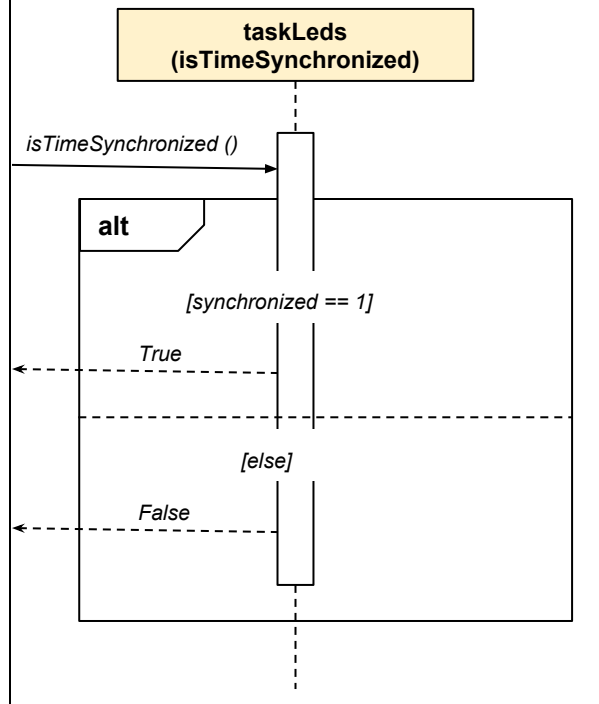 taskLeds
(isTimeSynchronized)
isTimeSynchronized ()
alt
[synchronized == 1]
True
[else]
False